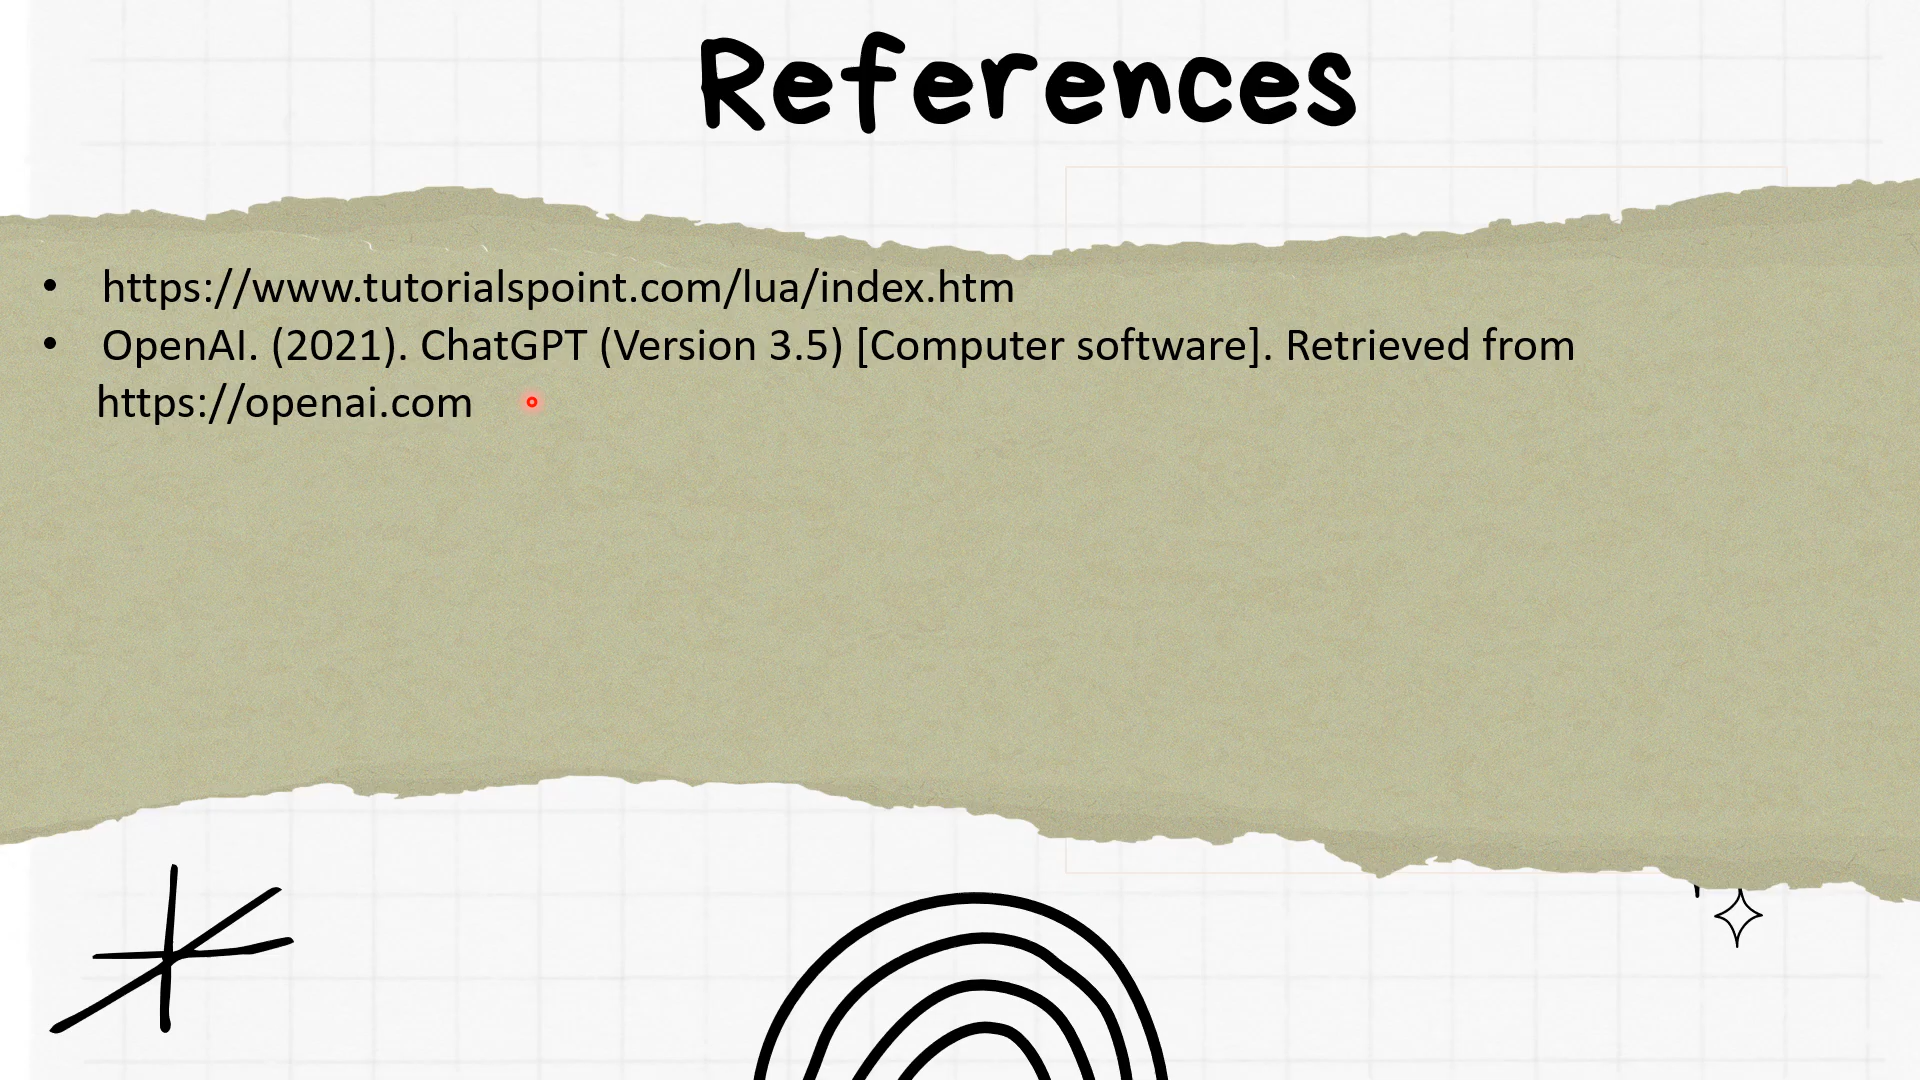 References
• https://www.tutorialspoint.com/lua/index.htm
• OpenAI. (2021). ChatGPT (Version 3.5) [Computer software]. Retrieved from
https://openai.com